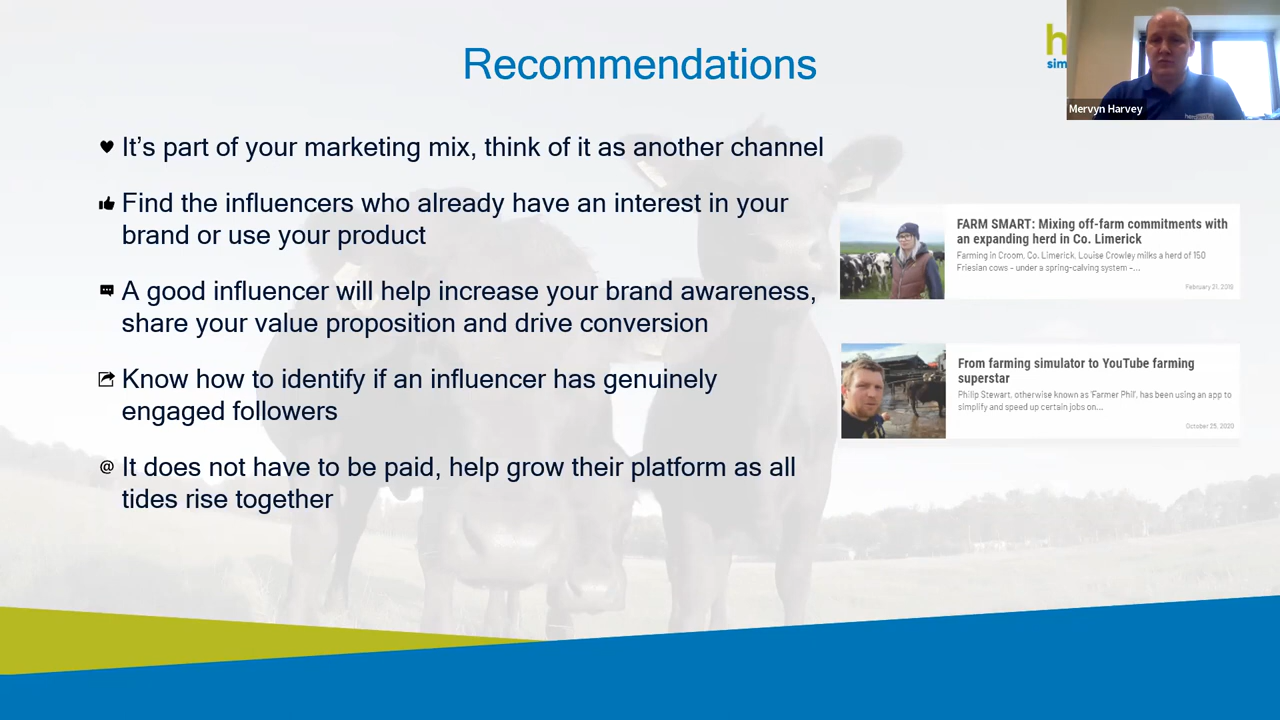 Recommendations
h
sim
Mervyn Harvey
It's part of your marketing mix, think of it as another channel
Find the influencers who already have an interest in your
brand or use your product
A good influencer will help increase your brand awareness,
share your value proposition and drive conversion
Know how to identify if an influencer has genuinely
engaged followers
@ It does not have to be paid, help grow their platform as all
tides rise together
FARM SMART: Mixing off-farm commitments with
an expanding herd in Co. Limerick
Farming in Croom, Co. Limerick, Louise Crowley milks a herd of 150
Friesian cows – under a spring-calving system –...
From farming simulator to YouTube farming
superstar
Philip Stewart, otherwise known as 'Farmer Phil', has been using an app to
simplify and speed up certain jobs on...
October 25, 2020